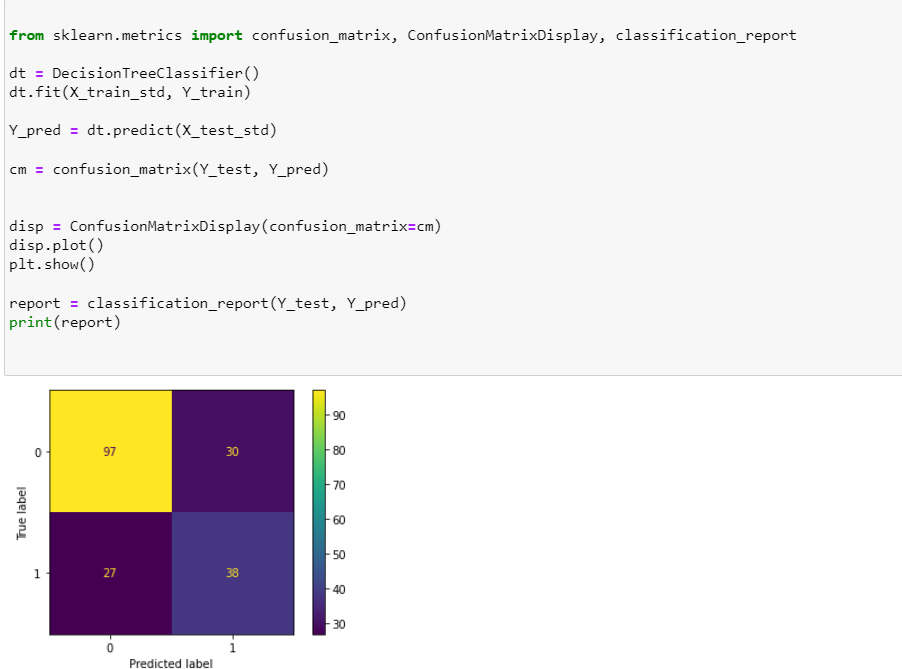 from sklearn.metrics import confusion_matrix, ConfusionMatrixDisplay, classification_report
dt = DecisionTreeClassifier()
dt.fit(X_train_std, Y_train)
Y_pred = dt.predict(X_test_std)
cm = confusion_matrix(Y_test, Y_pred)
disp = ConfusionMatrixDisplay(confusion_matrix=cm)
disp.plot()
plt.show()
report = classification_report(Y_test, Y_pred)
print(report)
True label
0
1
97
30
27
38
0
1
Predicted label
90
80
70
60
50
40
30